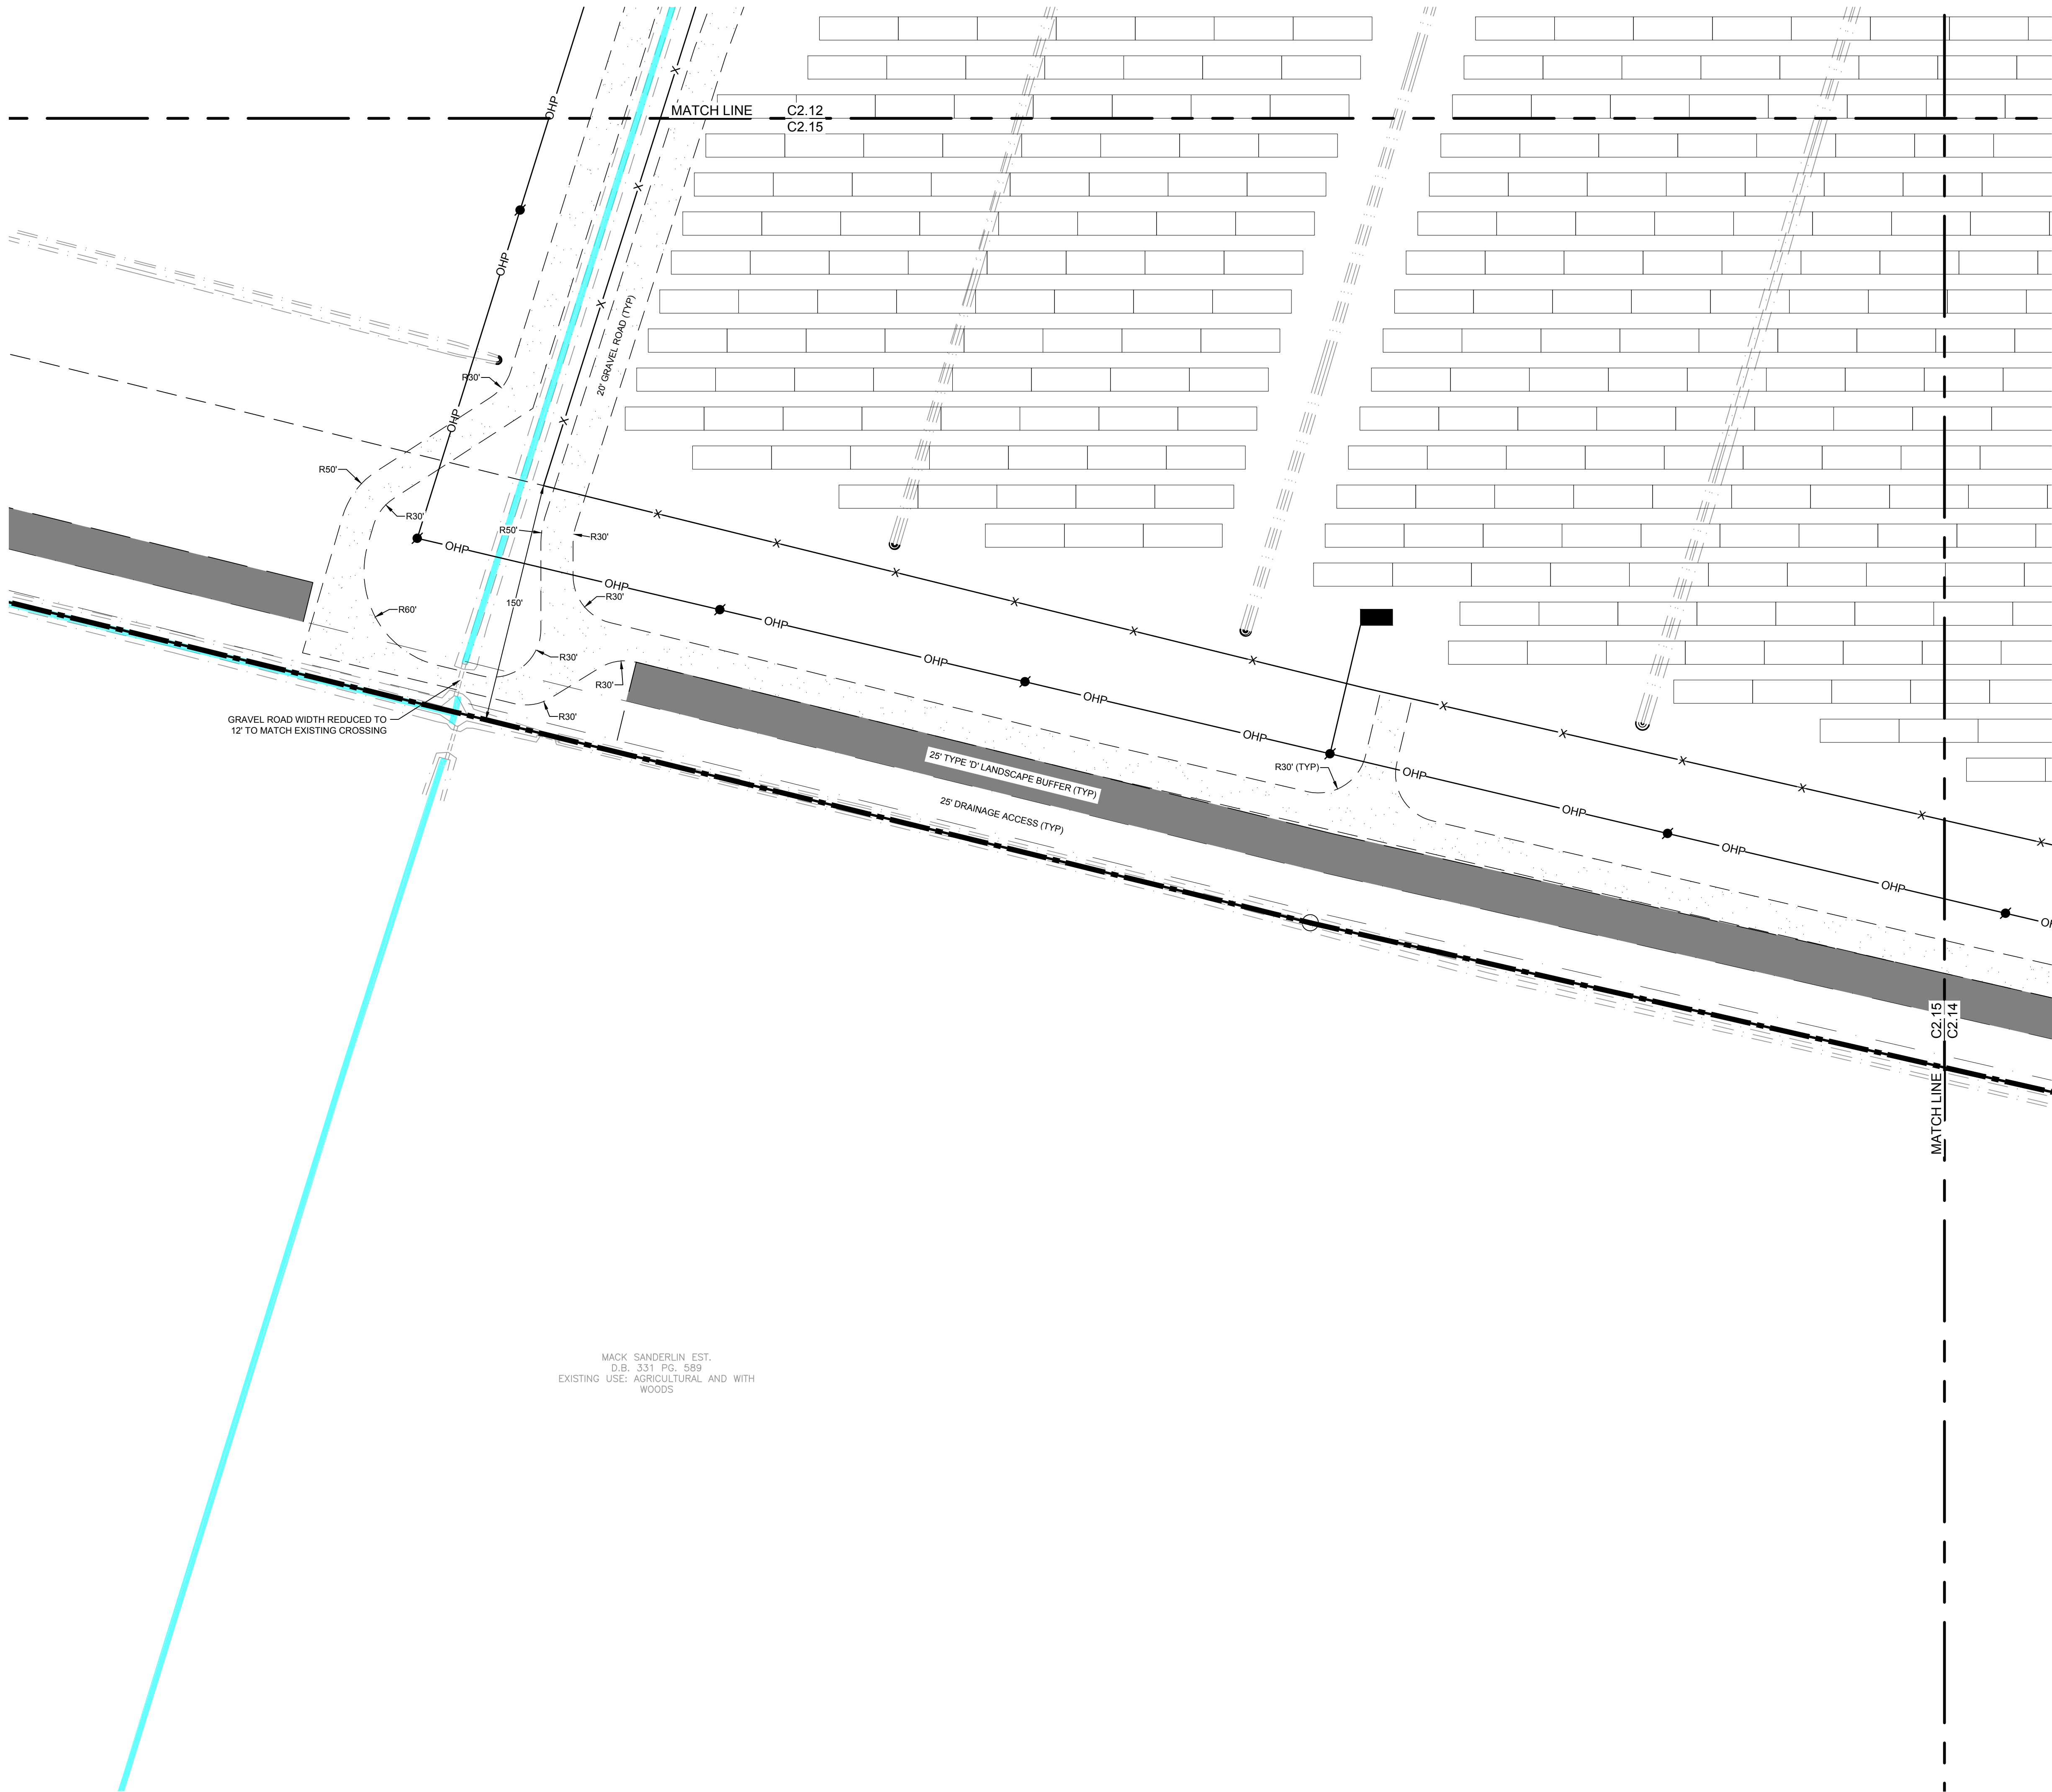 OHP
X
MATCH LINE
C2.12
C2.15
X
OHP
X
20' GRAVEL ROAD (TYP)
R30'
OHP
X
R50'
R30'
OHP
R50'
R30'
X
X
X
X
X
X
OHP
R30'
150'
R60'
OHP
R30'
OHP
R30'
R30'
OHP
GRAVEL ROAD WIDTH REDUCED TO
12' TO MATCH EXISTING CROSSING
OHP
25' TYPE 'D' LANDSCAPE BUFFER (TYP)
25' DRAINAGE ACCESS (TYP)
R30' (TYP)
OHP
X
X
X
X
X
X
OHP
OHP
OHP
C2.15
C2.14
MATCH LINE
MACK SANDERLIN EST.
D.B. 331 PG. 589
EXISTING USE: AGRICULTURAL AND WITH
WOODS